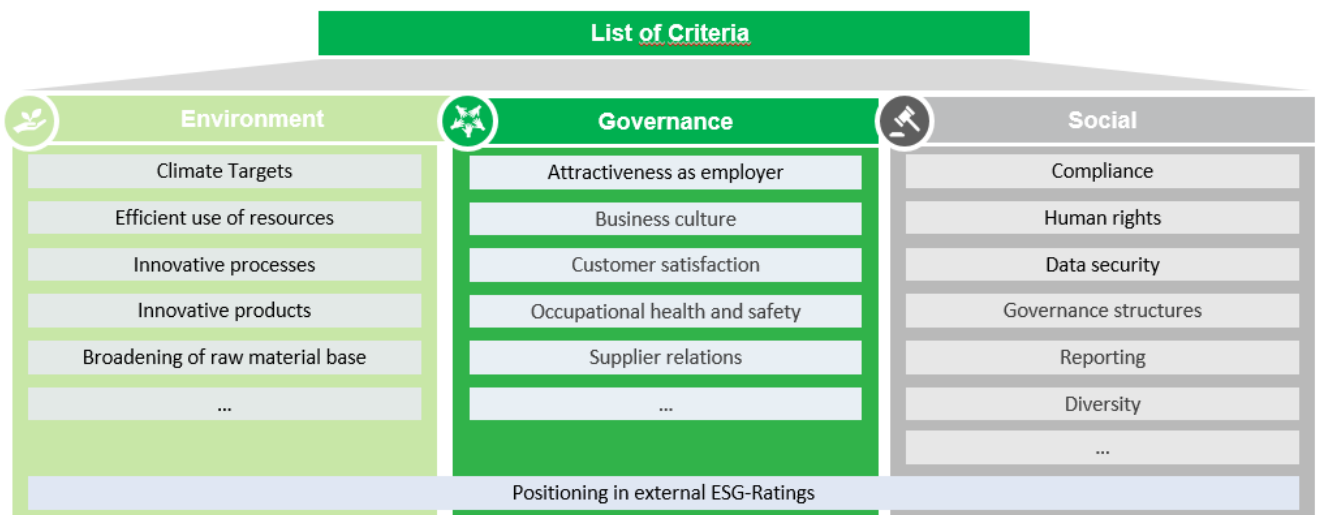 List of Criteria
Environment
Climate Targets
Efficient use of resources
Innovative processes
Innovative products
Broadening of raw material base
...
Governance
Attractiveness as employer
Business culture
Customer satisfaction
Occupational health and safety
Supplier relations
...
Social
Compliance
Human rights
Data security
Governance structures
Reporting
Diversity
...
Positioning in external ESG-Ratings